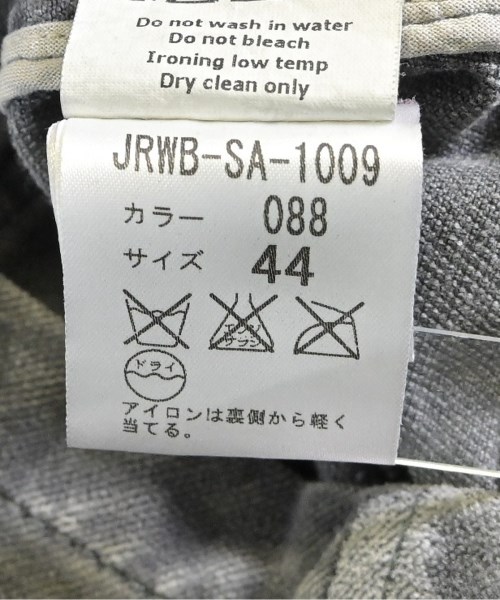 Do not wash in water
Do not bleach
Ironing low temp
Dry clean only
JRWB-SA-1009
カラー 088
サイズ 44
エンソ
サラシ
ドライ
アイロンは裏側から軽く
当てる。